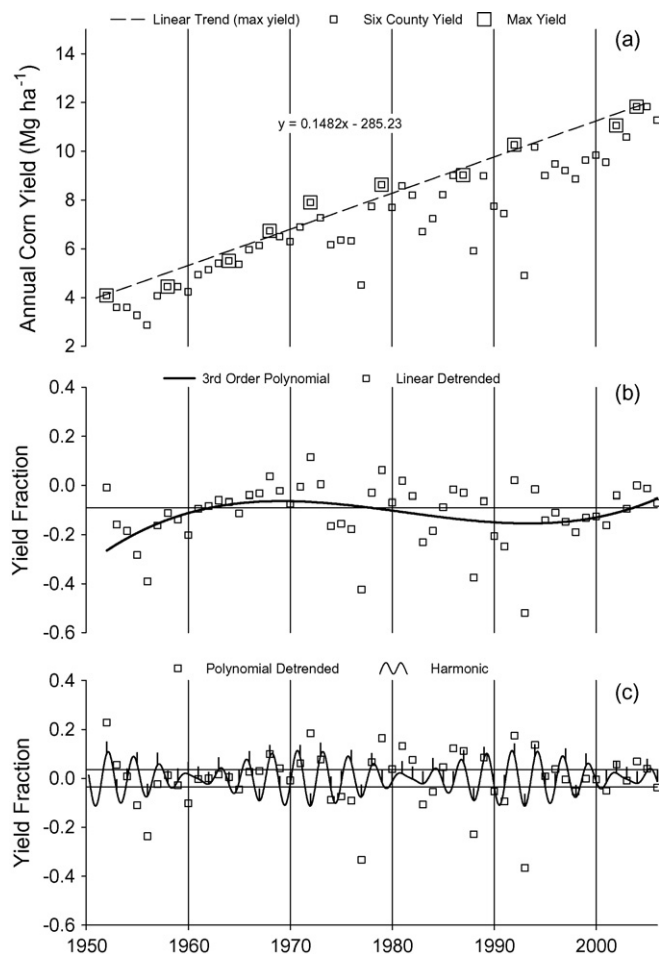 Linear Trend (max yield) Six County Yield Max Yield
(a)
14
12
10
8
6
4
2
Annual Corn Yield (Mg ha⁻¹)
y = 0.1482x - 285.23
3rd Order Polynomial Linear Detrended
(b)
0.4
0.2
0.0
-0.2
-0.4
-0.6
Yield Fraction
Polynomial Detrended Harmonic
(c)
0.4
0.2
0.0
-0.2
-0.4
-0.6
Yield Fraction
1950 1960 1970 1980 1990 2000